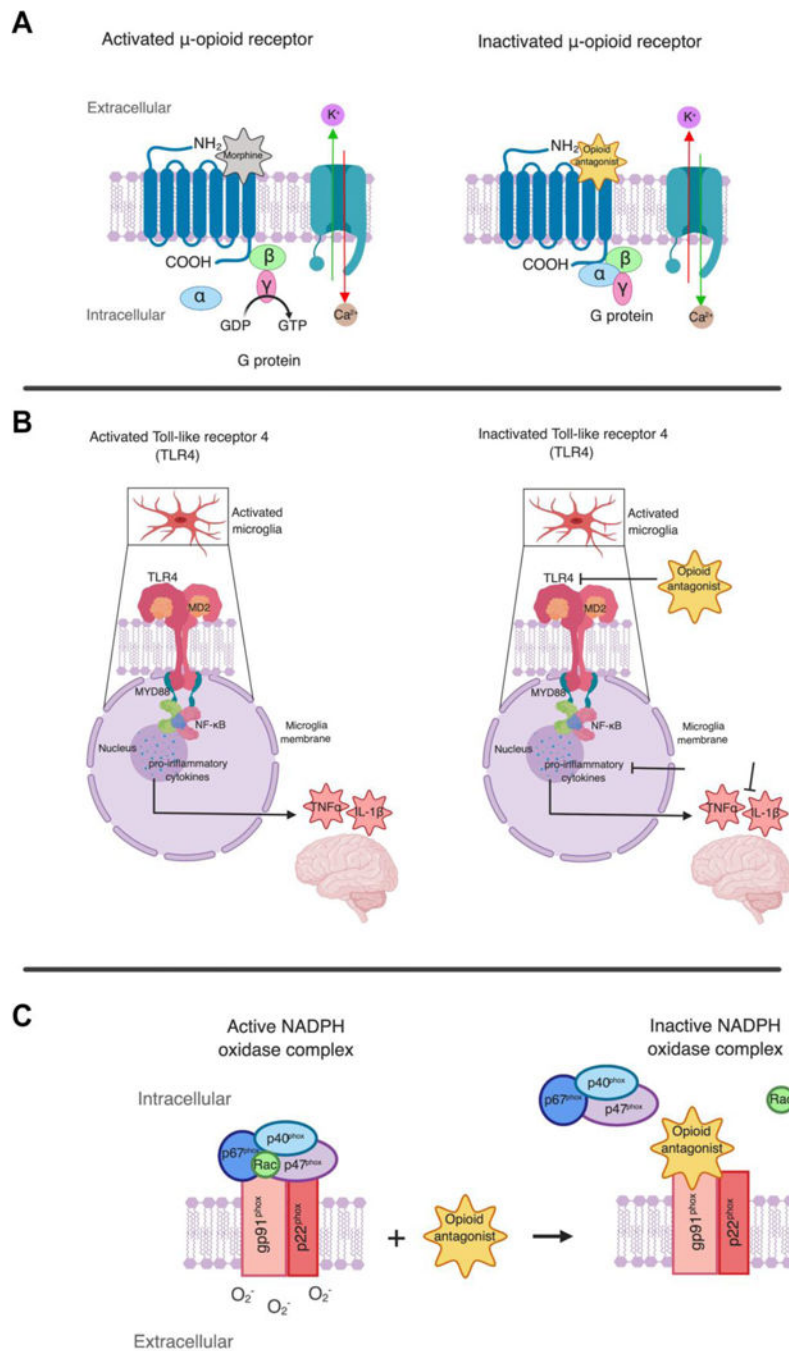 A
Activated μ-opioid receptor
Inactivated μ-opioid receptor
Extracellular
K⁺
K⁺
NH₂
Morphine
NH₂
Opioid
antagonist
COOH
β
COOH
β
α
γ
α
γ
Intracellular
GDP
GTP
Ca²⁺
G protein
Ca²⁺
G protein
B
Activated Toll-like receptor 4
(TLR4)
Inactivated Toll-like receptor 4
(TLR4)
Activated
microglia
Activated
microglia
TLR4
MD2
TLR4
MD2
Opioid
antagonist
MYD88
NF-κB
MYD88
NF-κB
Nucleus
Microglia
membrane
Nucleus
Microglia
membrane
pro-inflammatory
cytokines
pro-inflammatory
cytokines
TNFα
IL-1β
TNFα
IL-1β
C
Active NADPH
oxidase complex
Inactive NADPH
oxidase complex
Intracellular
p67ᵖʰᵒˣ
p40ᵖʰᵒˣ
p47ᵖʰᵒˣ
Rac
p67ᵖʰᵒˣ
p40ᵖʰᵒˣ
p47ᵖʰᵒˣ
Rac
Opioid
antagonist
gp91ᵖʰᵒˣ
p22ᵖʰᵒˣ
+
Opioid
antagonist
gp91ᵖʰᵒˣ
p22ᵖʰᵒˣ
O₂⁻
O₂⁻
O₂⁻
Extracellular